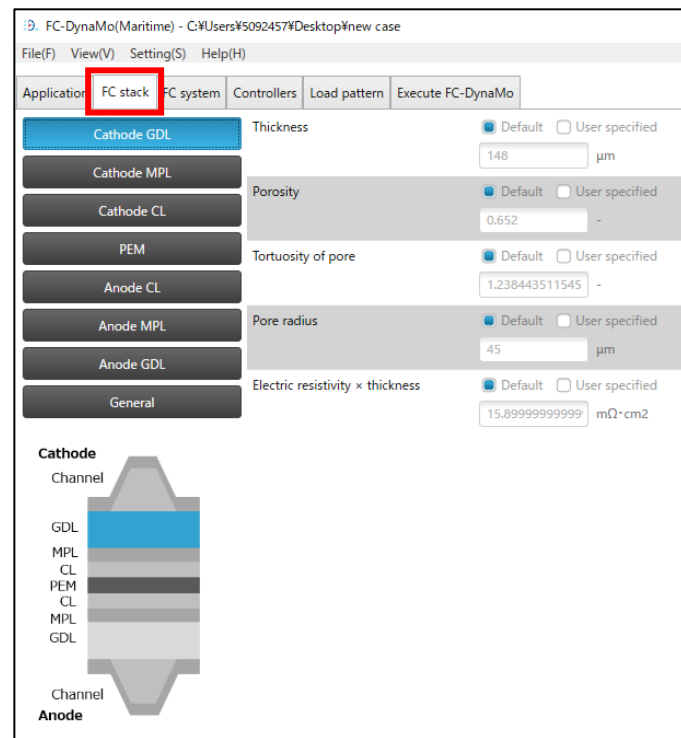 FC-DynaMo(Maritime) - C:¥Users¥5092457¥Desktop¥new case
File(F) View(V) Setting(S) Help(H)
Application FC stack FC system Controllers Load pattern Execute FC-DynaMo
Cathode GDL
Cathode MPL
Cathode CL
PEM
Anode CL
Anode MPL
Anode GDL
General
Thickness Default User specified
148 μm
Porosity Default User specified
0.652 -
Tortuosity of pore Default User specified
1.238443511545 -
Pore radius Default User specified
45 μm
Electric resistivity × thickness Default User specified
15.89999999999 mΩ·cm2
Cathode
Channel
GDL
MPL
CL
PEM
CL
MPL
GDL
Channel
Anode